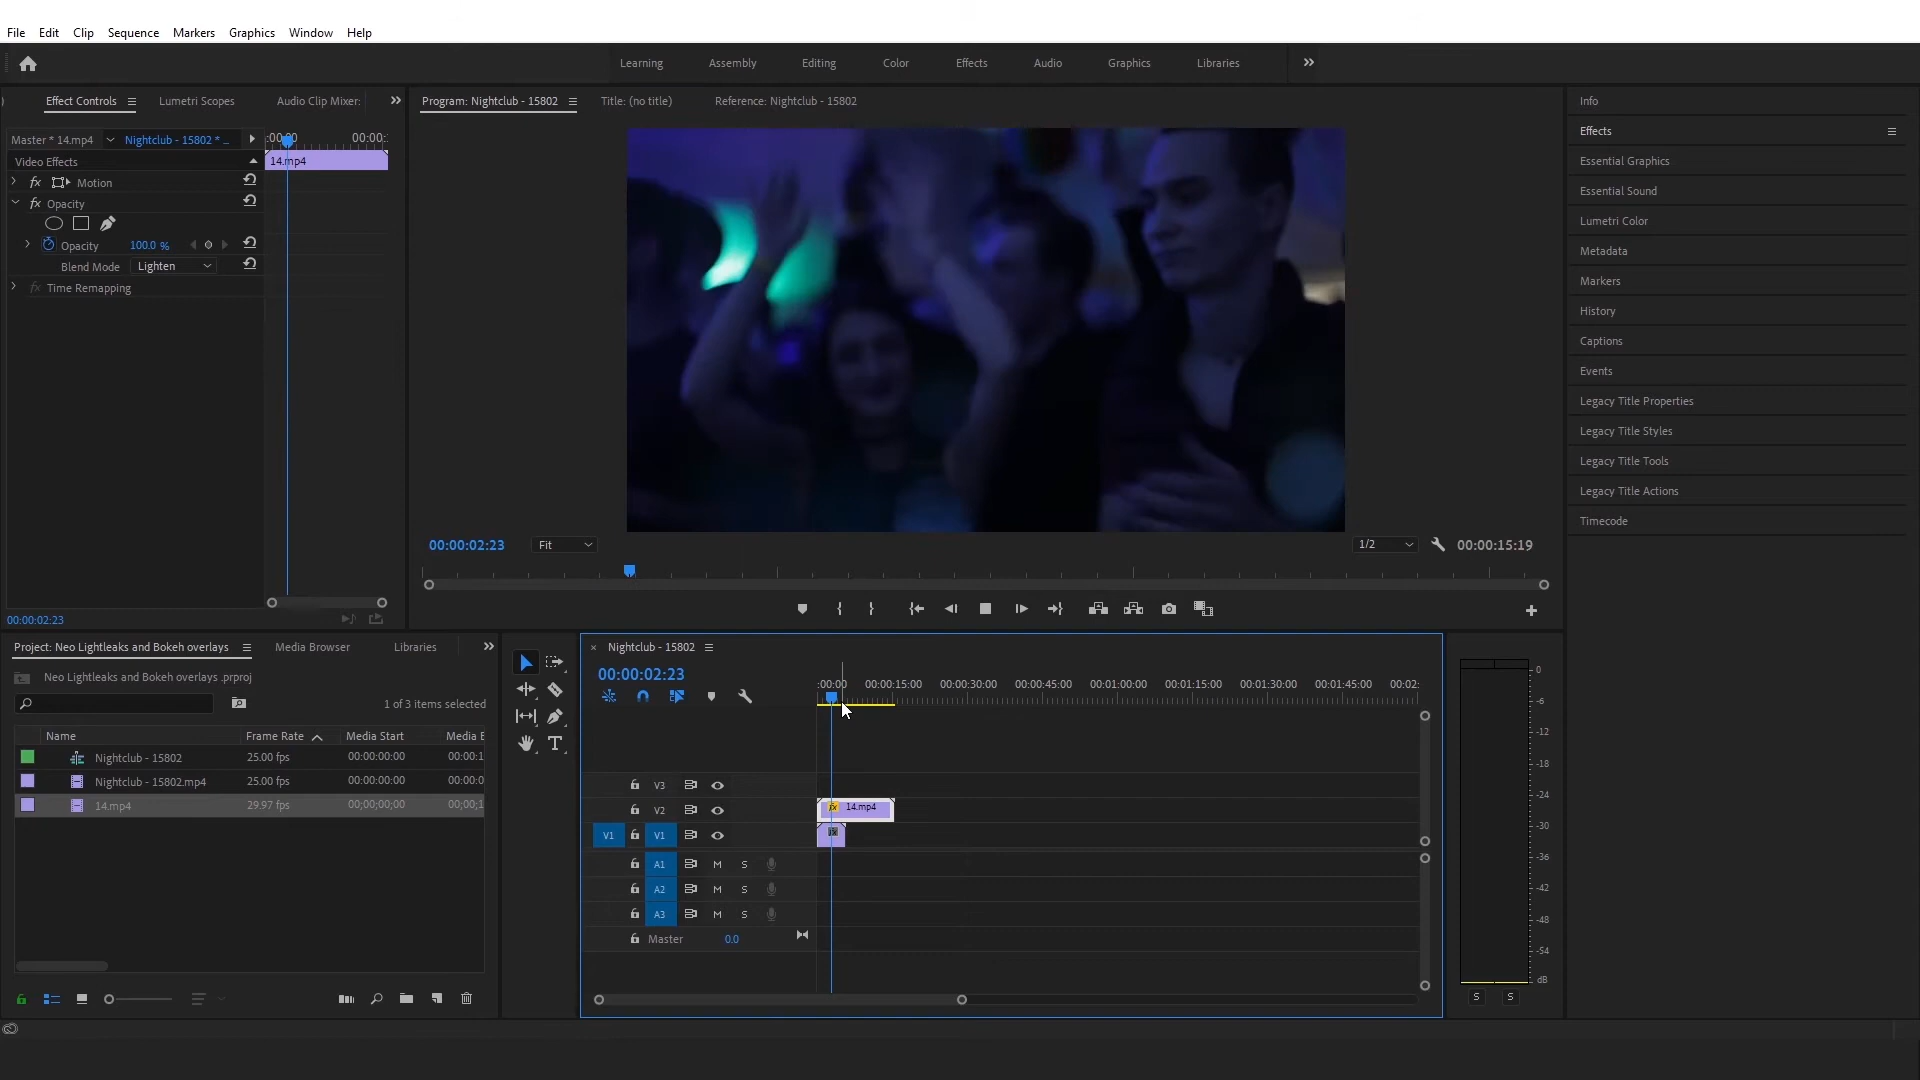 File Edit Clip Sequence Markers Graphics Window Help
Learning Assembly Editing Color Effects Audio Graphics Libraries
Effect Controls Lumetri Scopes Audio Clip Mixer:
Program: Nightclub - 15802 Title: (no title) Reference: Nightclub - 15802
Info
Effects
Essential Graphics
Essential Sound
Lumetri Color
Metadata
Markers
History
Captions
Events
Legacy Title Properties
Legacy Title Styles
Legacy Title Tools
Legacy Title Actions
Timecode
Master * 14.mp4 Nightclub - 15802 * ... :00:00 00:00:
Video Effects 14.mp4
fx Motion
fx Opacity
Opacity 100.0 %
Blend Mode Lighten
fx Time Remapping
00:00:02:23
00:00:02:23 Fit 1/2 00:00:15:19
Project: Neo Lightleaks and Bokeh overlays Media Browser Libraries
Neo Lightleaks and Bokeh overlays .prproj
1 of 3 items selected
Name Frame Rate Media Start Media E
Nightclub - 15802 25.00 fps 00:00:00:00 00:00:1
Nightclub - 15802.mp4 25.00 fps 00:00:00:00 00:00:0
14.mp4 29.97 fps 00;00;00;00 00;00;1
× Nightclub - 15802
00:00:02:23
:00:00 00:00:15:00 00:00:30:00 00:00:45:00 00:01:00:00 00:01:15:00 00:01:30:00 00:01:45:00 00:02:
V3
V2 fx 14.mp4
V1 V1 fx
A1 M S
A2 M S
A3 M S
Master 0.0
0
-6
-12
-18
-24
-30
-36
-42
-48
-54
dB
S S